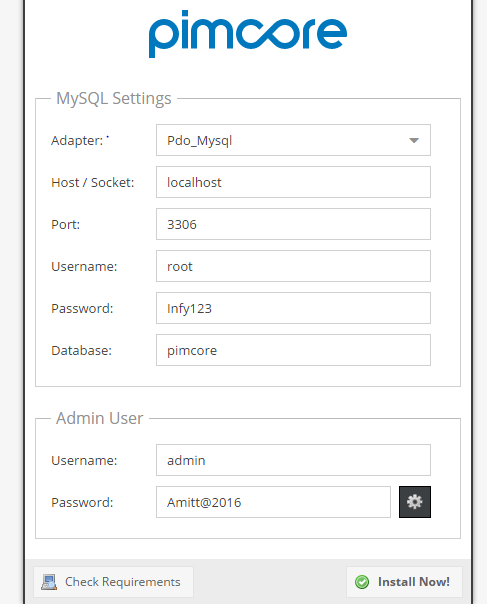 pimcore
MySQL Settings
Adapter: Pdo_Mysql
Host / Socket: localhost
Port: 3306
Username: root
Password: Infy123
Database: pimcore
Admin User
Username: admin
Password: Amitt@2016
Check Requirements Install Now!